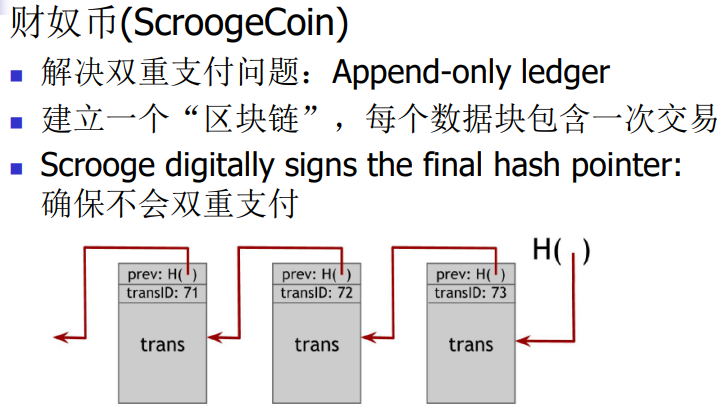 财奴币(ScroogeCoin)
解决双重支付问题：Append-only ledger
建立一个“区块链”，每个数据块包含一次交易
Scrooge digitally signs the final hash pointer:
确保不会双重支付
H( )
prev: H( )
transID: 71
trans
prev: H( )
transID: 72
trans
prev: H( )
transID: 73
trans